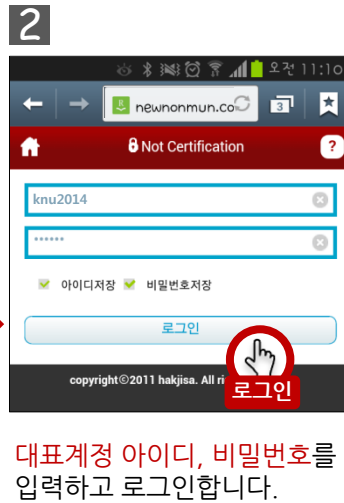 2
오전 11:10
newnonmun.co
3
Not Certification
?
knu2014
••••••
아이디저장 비밀번호저장
로그인
copyright©2011 hakjisa. All ri
로그인
대표계정 아이디, 비밀번호를
입력하고 로그인합니다.